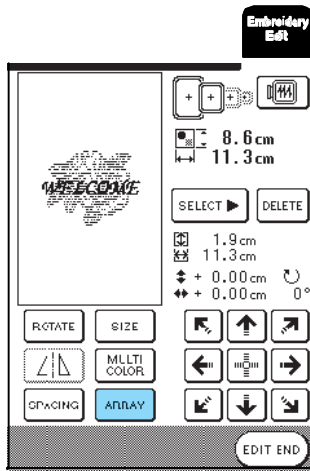 Embroidery
Edit
8.6cm
11.3cm
WELCOME
SELECT
DELETE
1.9cm
11.3cm
+ 0.00cm
+ 0.00cm 0°
ROTATE
SIZE
MULTI
COLOR
SPACING
ARRAY
EDIT END